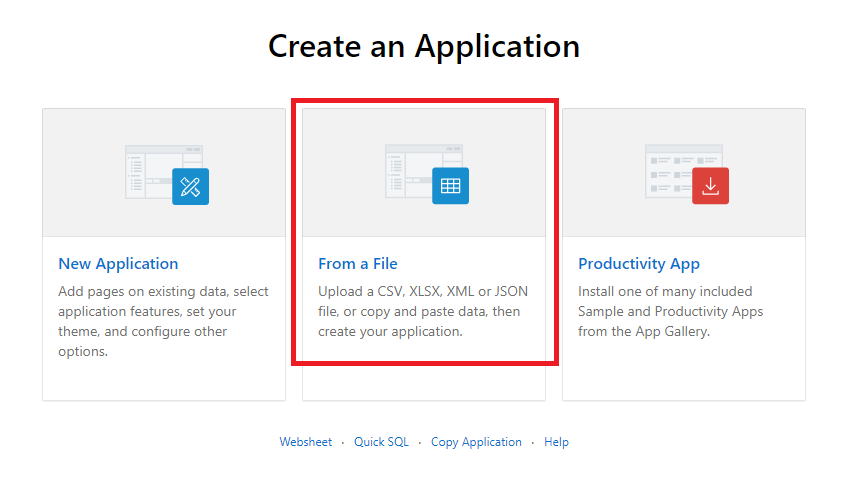 Create an Application
New Application
Add pages on existing data, select
application features, set your
theme, and configure other
options.
From a File
Upload a CSV, XLSX, XML or JSON
file, or copy and paste data, then
create your application.
Productivity App
Install one of many included
Sample and Productivity Apps
from the App Gallery.
Websheet · Quick SQL · Copy Application · Help